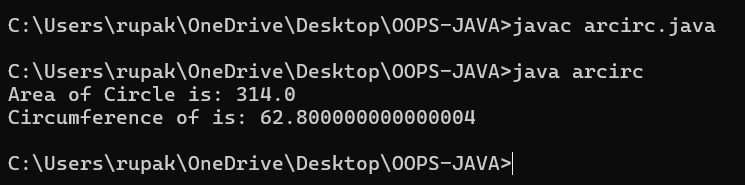 C:\Users\rupak\OneDrive\Desktop\OOPS-JAVA>javac arcirc.java
C:\Users\rupak\OneDrive\Desktop\OOPS-JAVA>java arcirc
Area of Circle is: 314.0
Circumference of is: 62.800000000000004
C:\Users\rupak\OneDrive\Desktop\OOPS-JAVA>